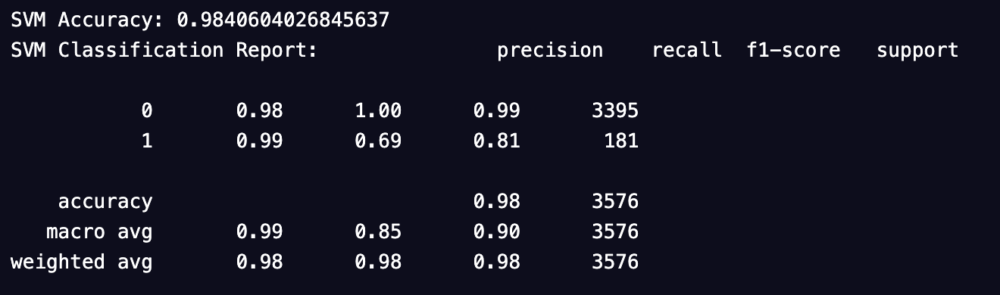 SVM Accuracy: 0.9840604026845637
SVM Classification Report:               precision    recall  f1-score   support

           0       0.98      1.00      0.99      3395
           1       0.99      0.69      0.81       181

    accuracy                           0.98      3576
   macro avg       0.99      0.85      0.90      3576
weighted avg       0.98      0.98      0.98      3576